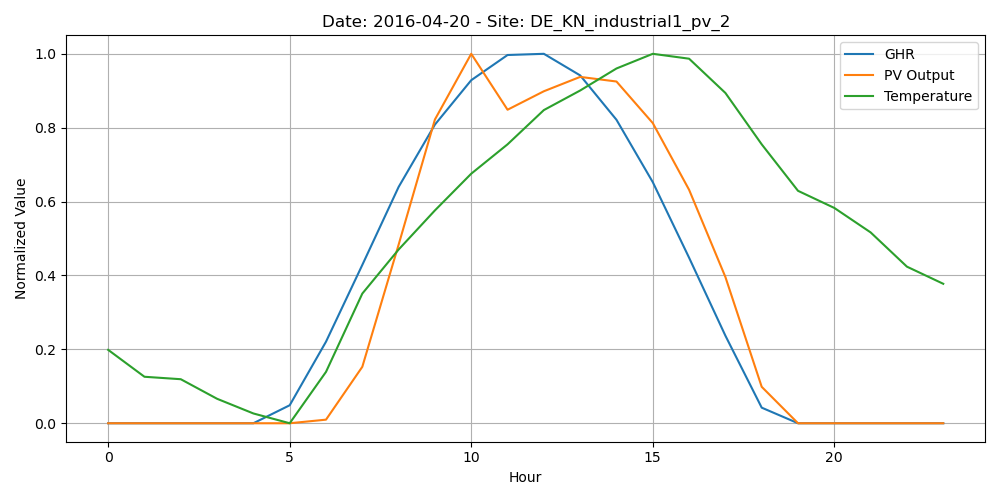 Date: 2016-04-20 - Site: DE_KN_industrial1_pv_2
1.0
0.8
0.6
0.4
0.2
0.0
Normalized Value
GHR
PV Output
Temperature
0 5 10 15 20
Hour